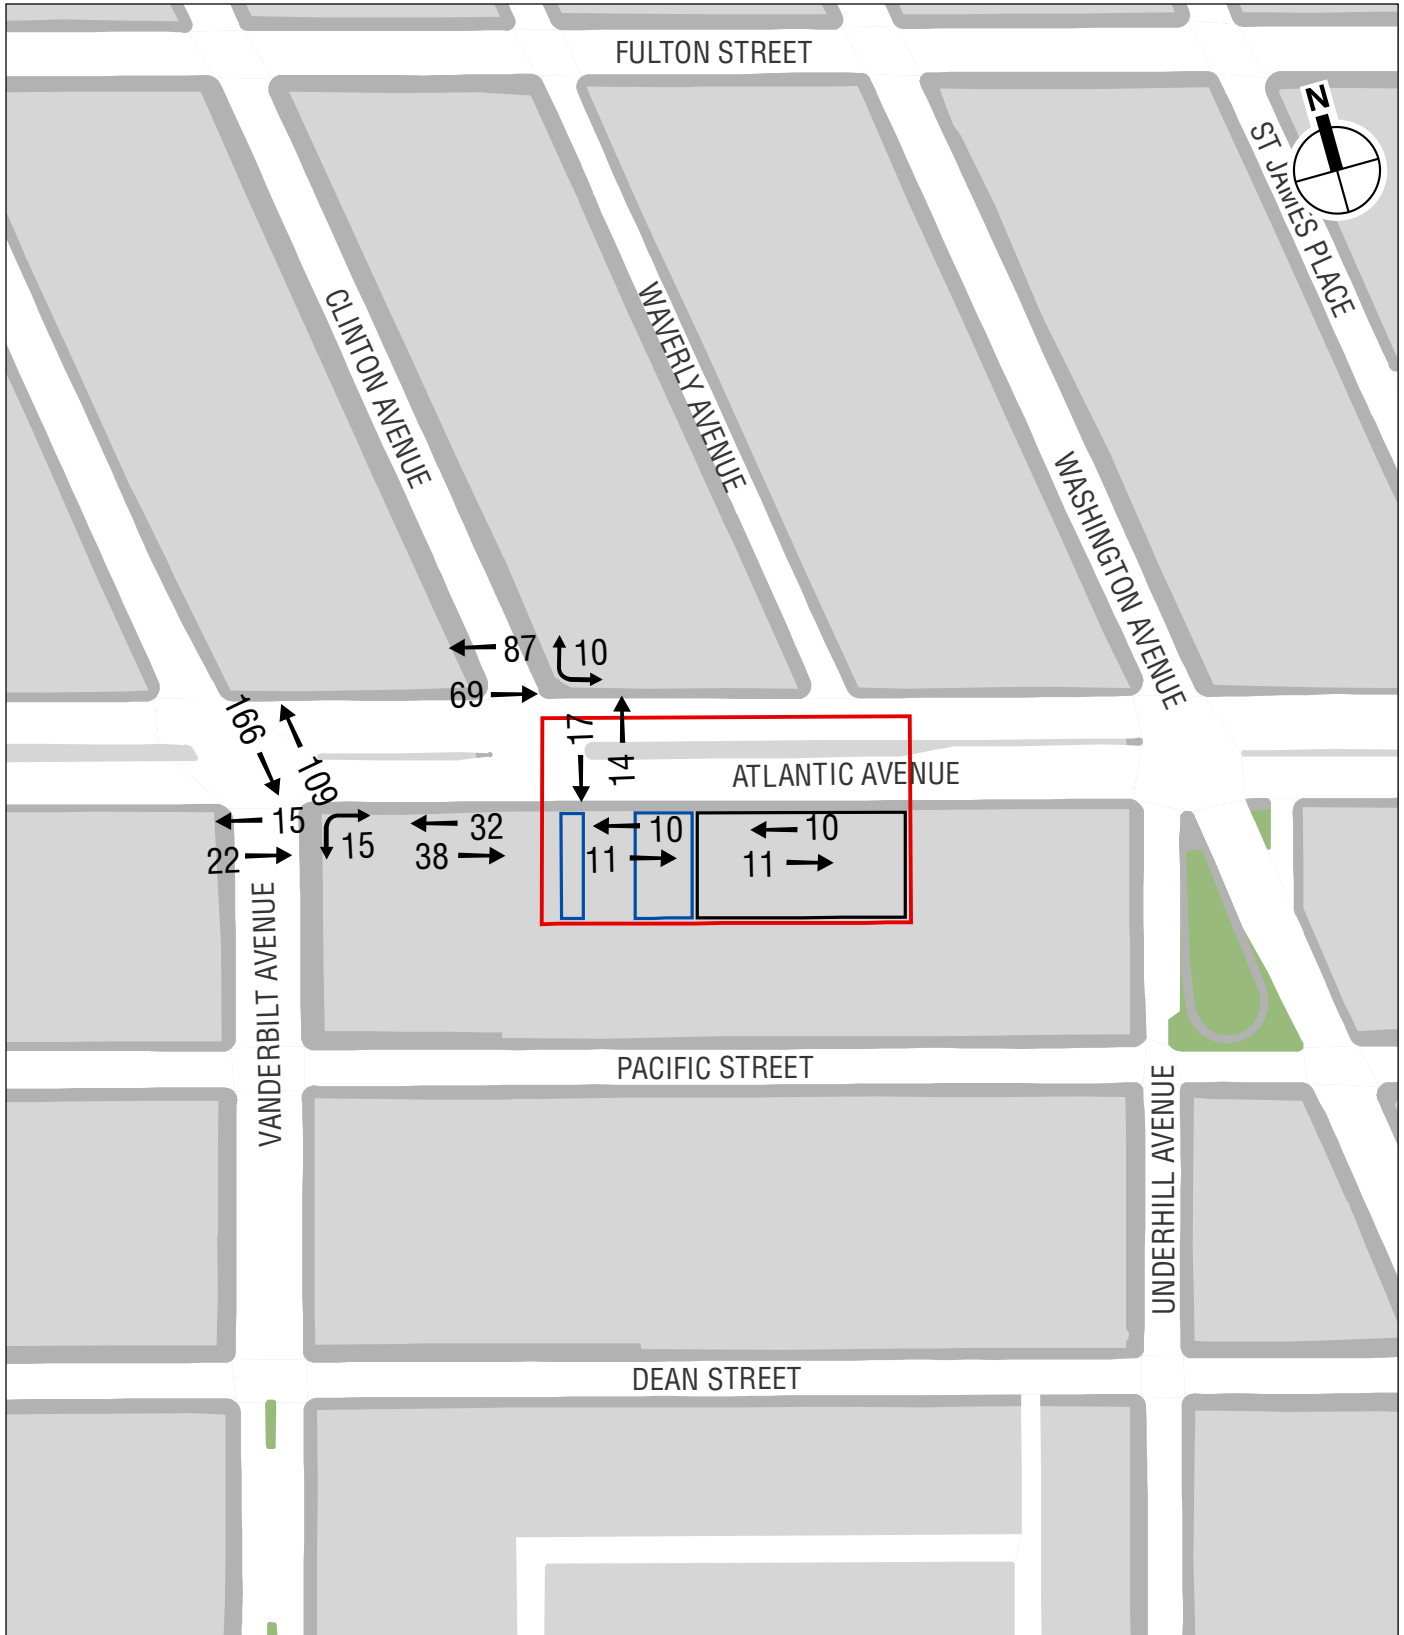 FULTON STREET
N
ST JAMES PLACE
CLINTON AVENUE
WAVERLY AVENUE
WASHINGTON AVENUE
87
10
69
166
109
17
14
ATLANTIC AVENUE
15
15
32
10
10
22
38
11
11
VANDERBILT AVENUE
PACIFIC STREET
UNDERHILL AVENUE
DEAN STREET